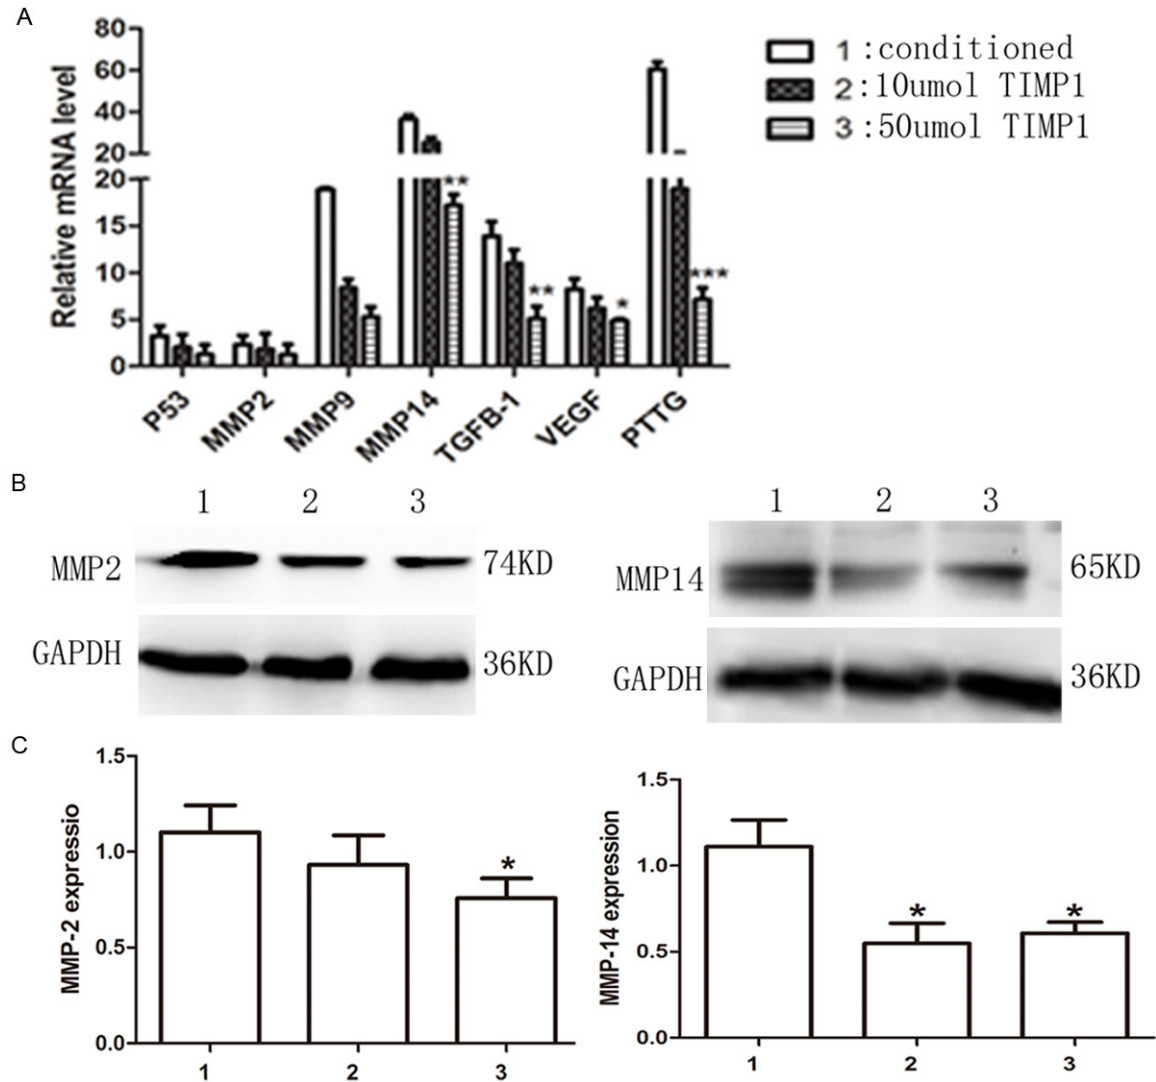 A
80
60
40
20
20
15
10
5
0
Relative mRNA level
1 :conditioned
2 :10umol TIMP1
3 :50umol TIMP1
**
**
*
***
P53
MMP2
MMP9
MMP14
TGFB-1
VEGF
PTTG
B
1 2 3
MMP2 74KD
GAPDH 36KD
1 2 3
MMP14 65KD
GAPDH 36KD
C
1.5
1.0
0.5
0.0
MMP-2 expressio
*
1 2 3
1.5
1.0
0.5
0.0
MMP-14 expression
* *
1 2 3